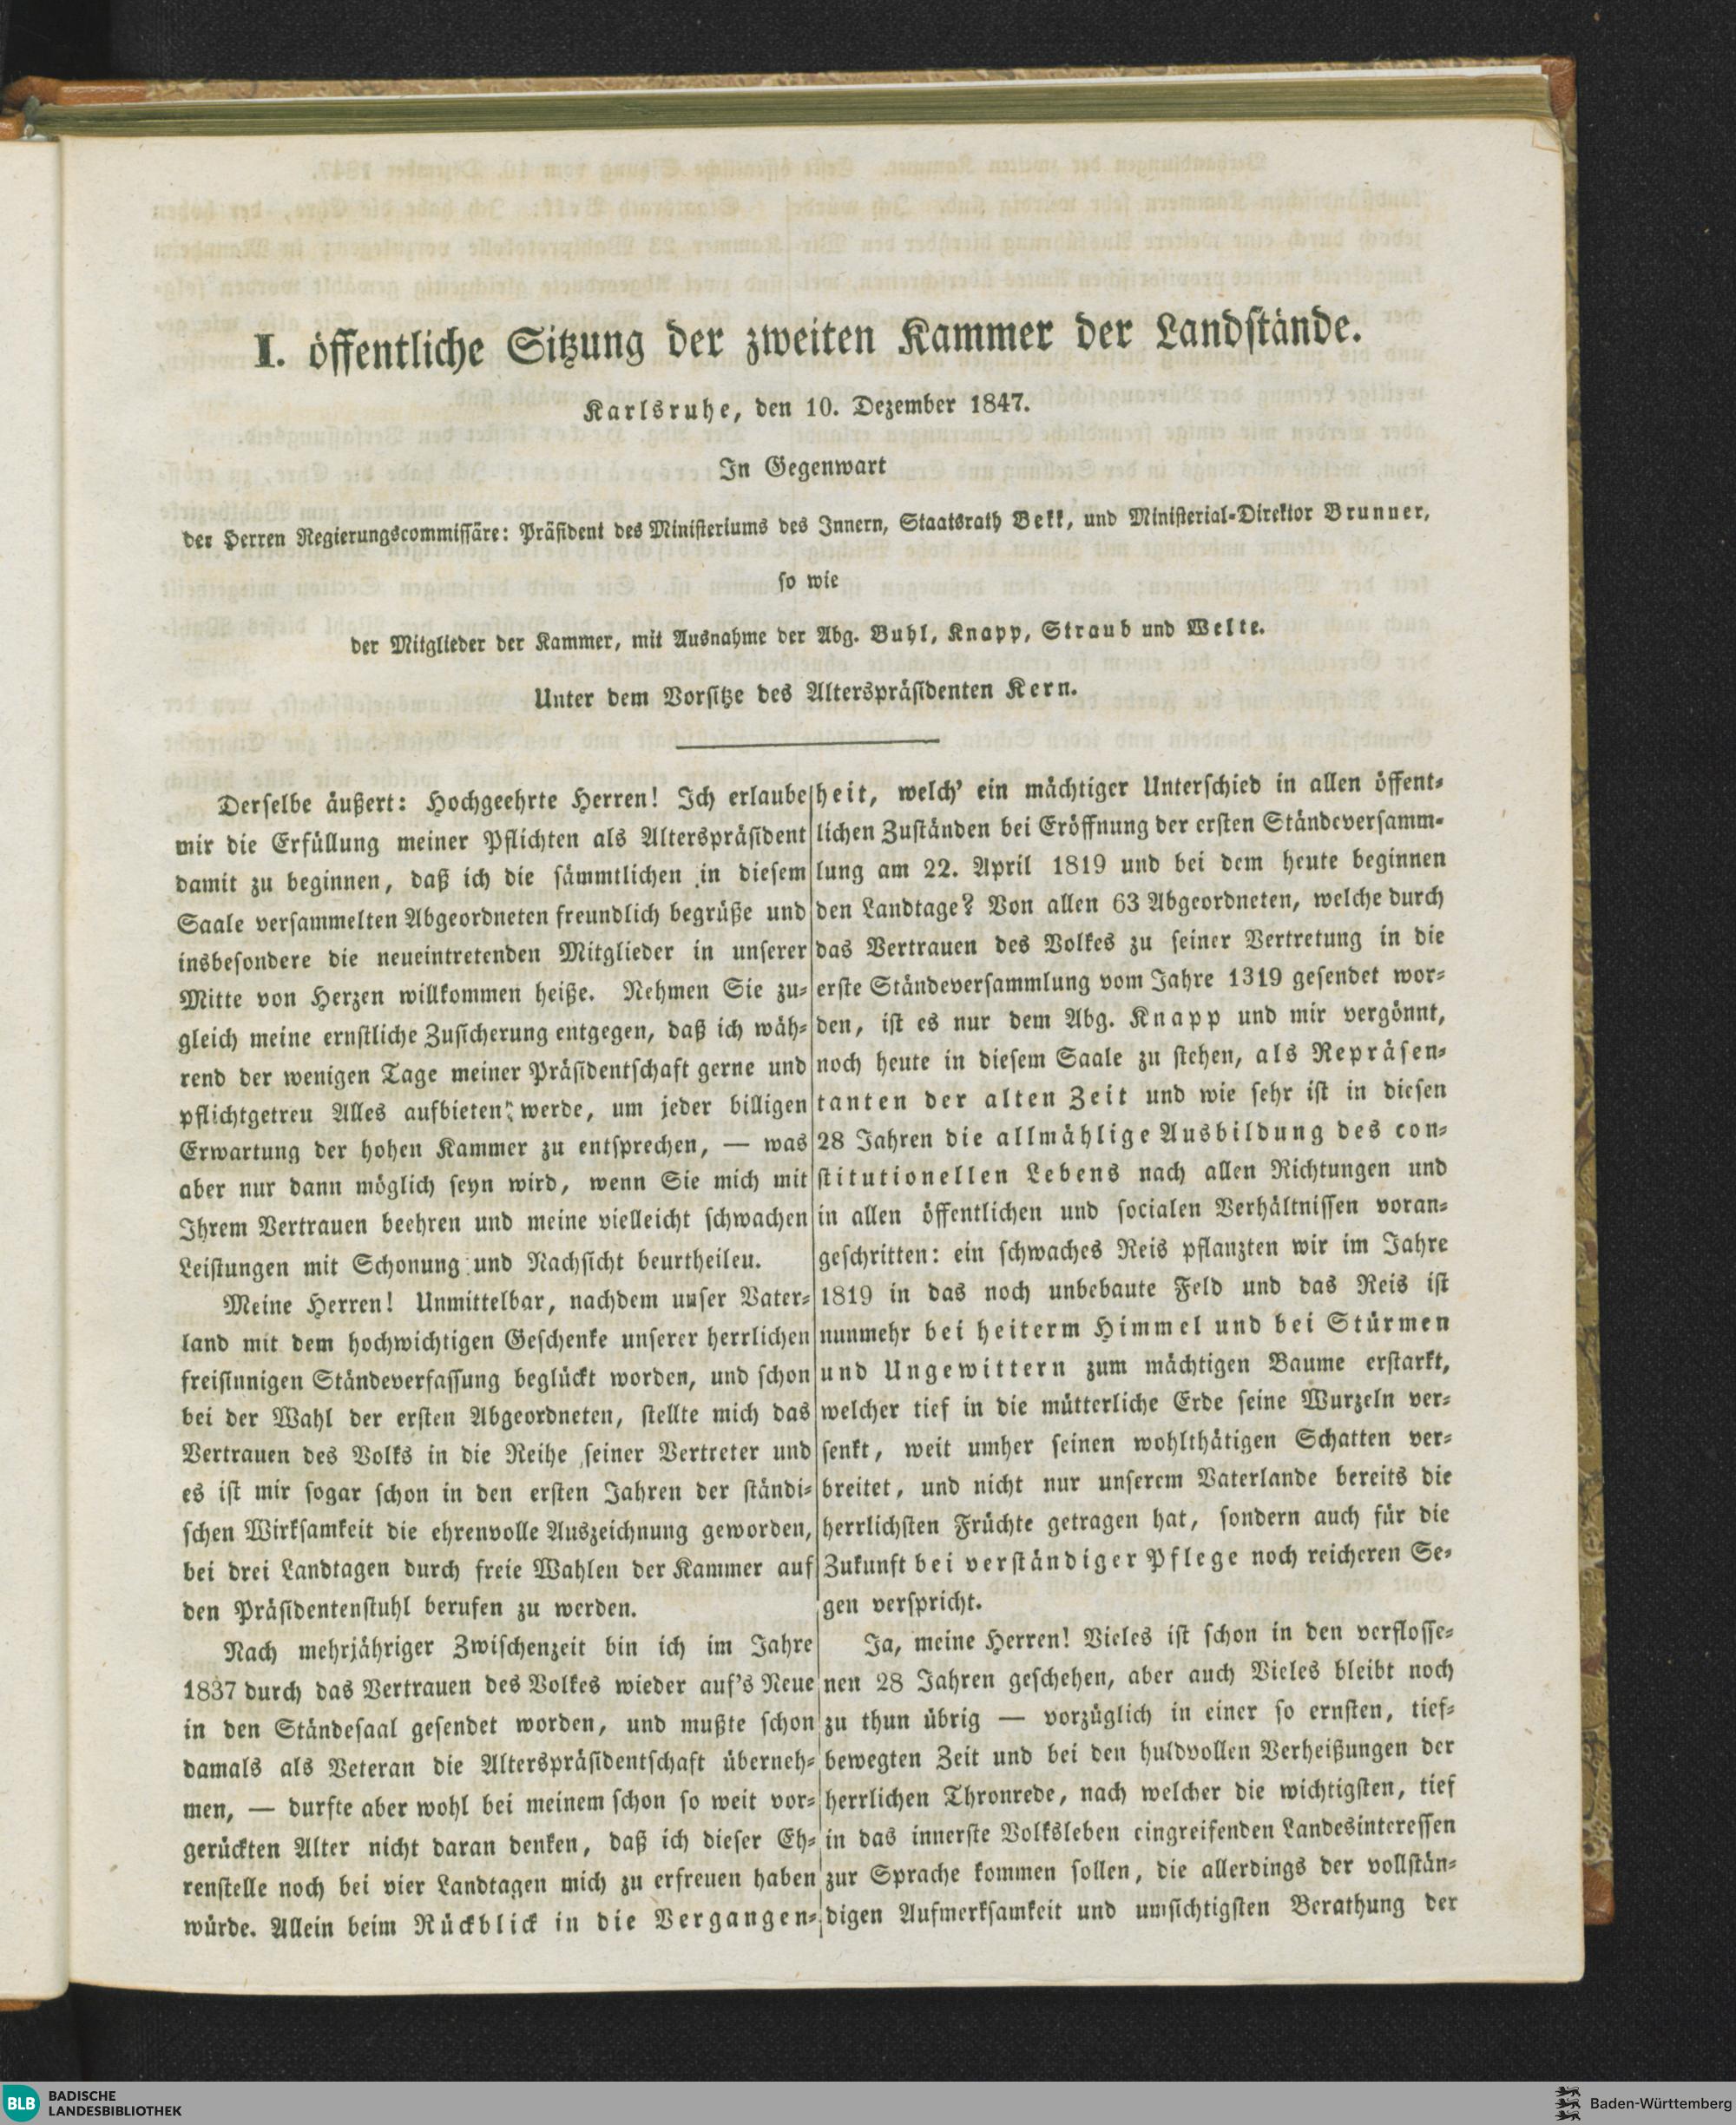 I. öffentliche Sitzung der zweiten Kammer der Landstände.
Karlsruhe, den 10. Dezember 1847.
In Gegenwart
der Herren Regierungscommissäre: Präsident des Ministeriums des Innern, Staatsrath Bekk, und Ministerial-Direktor Brunner,
so wie
der Mitglieder der Kammer, mit Ausnahme der Abg. Buhl, Knapp, Straub und Welte.
Unter dem Vorsitze des Alterspräsidenten Kern.
Derselbe äußert: Hochgeehrte Herren! Ich erlaube
mir die Erfüllung meiner Pflichten als Alterspräsident
damit zu beginnen, daß ich die sämmtlichen in diesem
Saale versammelten Abgeordneten freundlich begrüße und
insbesondere die neueintretenden Mitglieder in unserer
Mitte von Herzen willkommen heiße. Nehmen Sie zu-
gleich meine ernstliche Zusicherung entgegen, daß ich wäh-
rend der wenigen Tage meiner Präsidentschaft gerne und
pflichtgetreu Alles aufbieten werde, um jeder billigen
Erwartung der hohen Kammer zu entsprechen, — was
aber nur dann möglich seyn wird, wenn Sie mich mit
Ihrem Vertrauen beehren und meine vielleicht schwachen
Leistungen mit Schonung und Nachsicht beurtheileu.
Meine Herren! Unmittelbar, nachdem unser Vater-
land mit dem hochwichtigen Geschenke unserer herrlichen
freisinnigen Ständeverfassung beglückt worden, und schon
bei der Wahl der ersten Abgeordneten, stellte mich das
Vertrauen des Volks in die Reihe seiner Vertreter und
es ist mir sogar schon in den ersten Jahren der ständi-
schen Wirksamkeit die ehrenvolle Auszeichnung geworden,
bei drei Landtagen durch freie Wahlen der Kammer auf
den Präsidentenstuhl berufen zu werden.
Nach mehrjähriger Zwischenzeit bin ich im Jahre
1837 durch das Vertrauen des Volkes wieder auf's Neue
in den Ständesaal gesendet worden, und mußte schon
damals als Veteran die Alterspräsidentschaft überneh-
men, — durfte aber wohl bei meinem schon so weit vor-
gerückten Alter nicht daran denken, daß ich dieser Eh-
renstelle noch bei vier Landtagen mich zu erfreuen haben
würde. Allein beim Rückblick in die Vergangen-
heit, welch' ein mächtiger Unterschied in allen öffent-
lichen Zuständen bei Eröffnung der ersten Ständeversamm-
lung am 22. April 1819 und bei dem heute beginnen
den Landtage? Von allen 63 Abgeordneten, welche durch
das Vertrauen des Volkes zu seiner Vertretung in die
erste Ständeversammlung vom Jahre 1319 gesendet wor-
den, ist es nur dem Abg. Knapp und mir vergönnt,
noch heute in diesem Saale zu stehen, als Repräsen-
tanten der alten Zeit und wie sehr ist in diesen
28 Jahren die allmählige Ausbildung des con-
stitutionellen Lebens nach allen Richtungen und
in allen öffentlichen und socialen Verhältnissen voran-
geschritten: ein schwaches Reis pflanzten wir im Jahre
1819 in das noch unbebaute Feld und das Reis ist
nunmehr bei heiterm Himmel und bei Stürmen
und Ungewittern zum mächtigen Baume erstarkt,
welcher tief in die mütterliche Erde seine Wurzeln ver-
senkt, weit umher seinen wohlthätigen Schatten ver-
breitet, und nicht nur unserem Vaterlande bereits die
herrlichsten Früchte getragen hat, sondern auch für die
Zukunft bei verständiger Pflege noch reicheren Se-
gen verspricht.
Ja, meine Herren! Vieles ist schon in den verflosse-
nen 28 Jahren geschehen, aber auch Vieles bleibt noch
zu thun übrig — vorzüglich in einer so ernsten, tief-
bewegten Zeit und bei den huldvollen Verheißungen der
herrlichen Thronrede, nach welcher die wichtigsten, tief
in das innerste Volksleben eingreifenden Landesinteressen
zur Sprache kommen sollen, die allerdings der vollstän-
digen Aufmerksamkeit und umsichtigsten Berathung der
BLB BADISCHE
LANDESBIBLIOTHEK
Baden-Württemberg